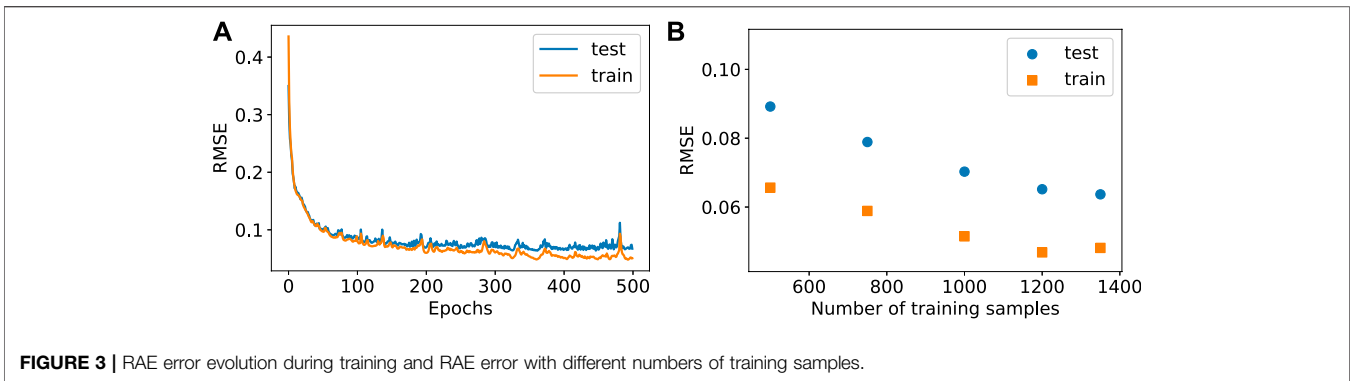 A
0.4
0.3
0.2
0.1
RMSE
test
train
0 100 200 300 400 500
Epochs
B
0.10
0.08
0.06
RMSE
test
train
600 800 1000 1200 1400
Number of training samples
FIGURE 3 | RAE error evolution during training and RAE error with different numbers of training samples.